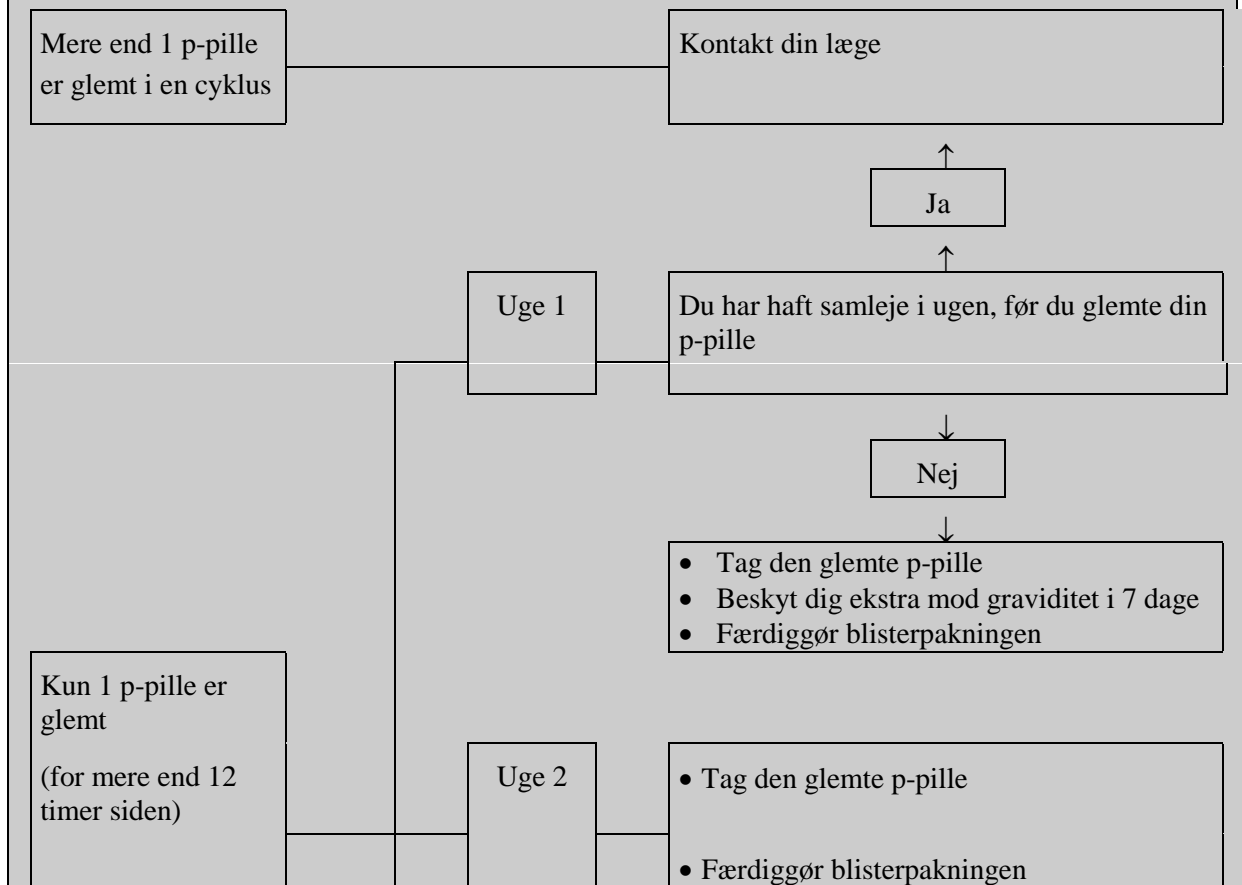 Mere end 1 p-pille
er glemt i en cyklus
Kontakt din læge
↑
Ja
↑
Uge 1
Du har haft samleje i ugen, før du glemte din
p-pille
↓
Nej
↓
• Tag den glemte p-pille
• Beskyt dig ekstra mod graviditet i 7 dage
• Færdiggør blisterpakningen
Kun 1 p-pille er
glemt
(for mere end 12
timer siden)
Uge 2
• Tag den glemte p-pille
• Færdiggør blisterpakningen